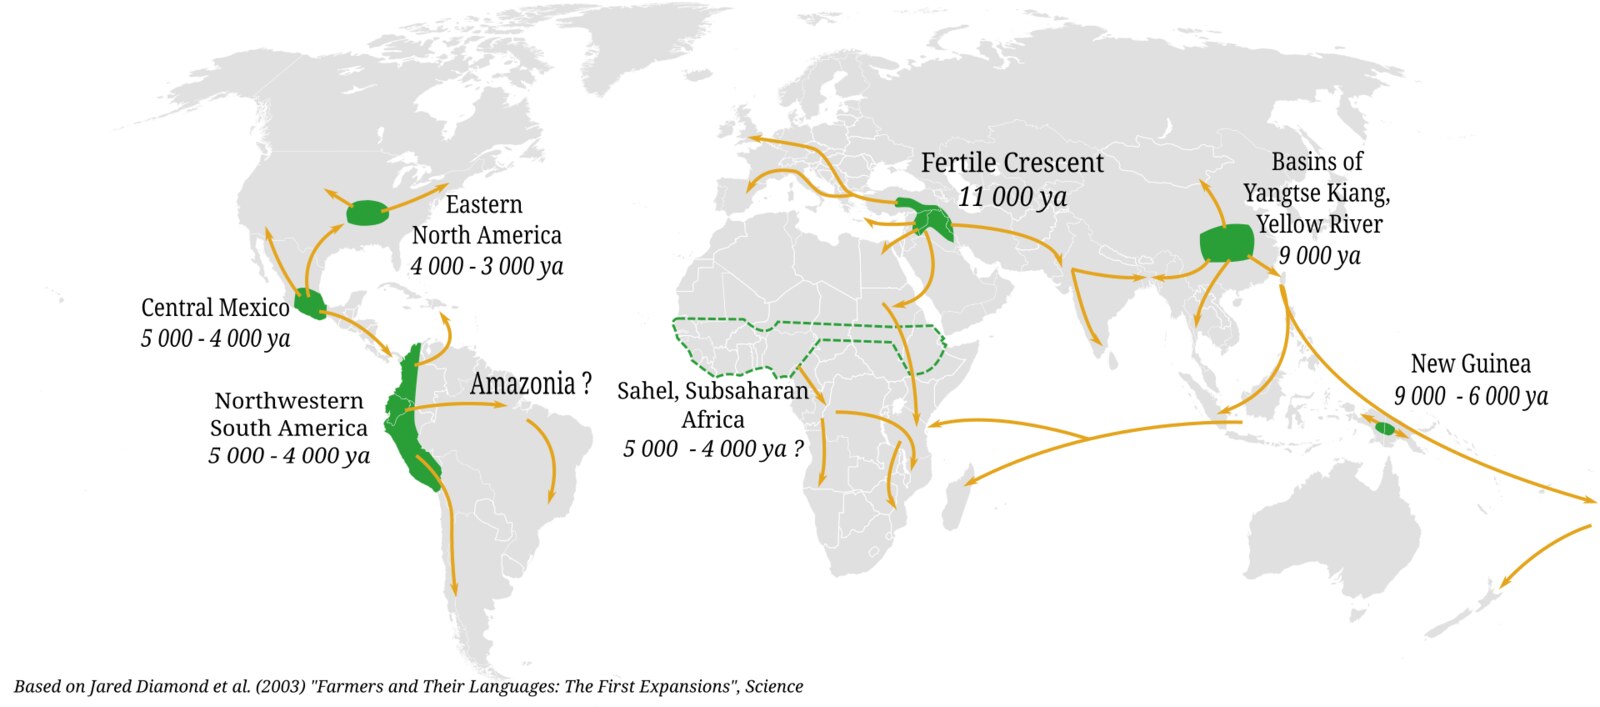 Fertile Crescent
11 000 ya
Basins of
Yangtse Kiang,
Yellow River
9 000 ya
Eastern
North America
4 000 - 3 000 ya
Central Mexico
5 000 - 4 000 ya
New Guinea
9 000 - 6 000 ya
Amazonia ?
Northwestern
South America
5 000 - 4 000 ya
Sahel, Subsaharan
Africa
5 000 - 4 000 ya ?
Based on Jared Diamond et al. (2003) "Farmers and Their Languages: The First Expansions", Science